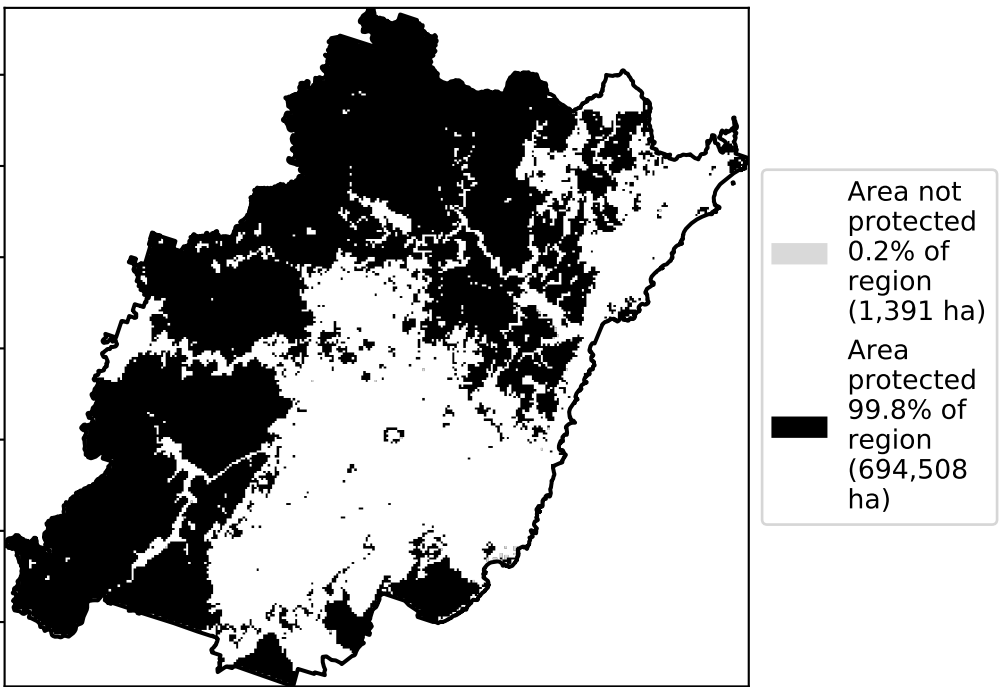 Area not
protected
0.2% of
region
(1,391 ha)
Area
protected
99.8% of
region
(694,508
ha)